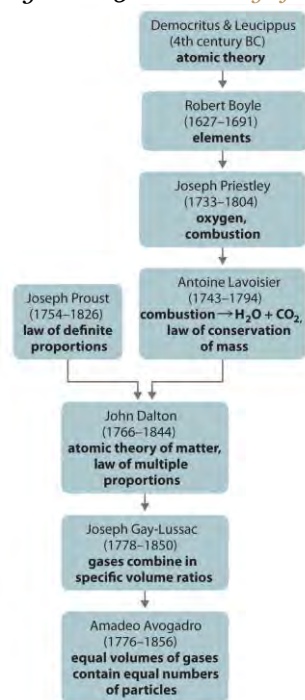 Democritus & Leucippus
(4th century BC)
atomic theory
Robert Boyle
(1627–1691)
elements
Joseph Priestley
(1733–1804)
oxygen,
combustion
Antoine Lavoisier
(1743–1794)
combustion → H₂O + CO₂,
law of conservation
of mass
Joseph Proust
(1754–1826)
law of definite
proportions
John Dalton
(1766–1844)
atomic theory of matter,
law of multiple
proportions
Joseph Gay-Lussac
(1778–1850)
gases combine in
specific volume ratios
Amadeo Avogadro
(1776–1856)
equal volumes of gases
contain equal numbers
of particles